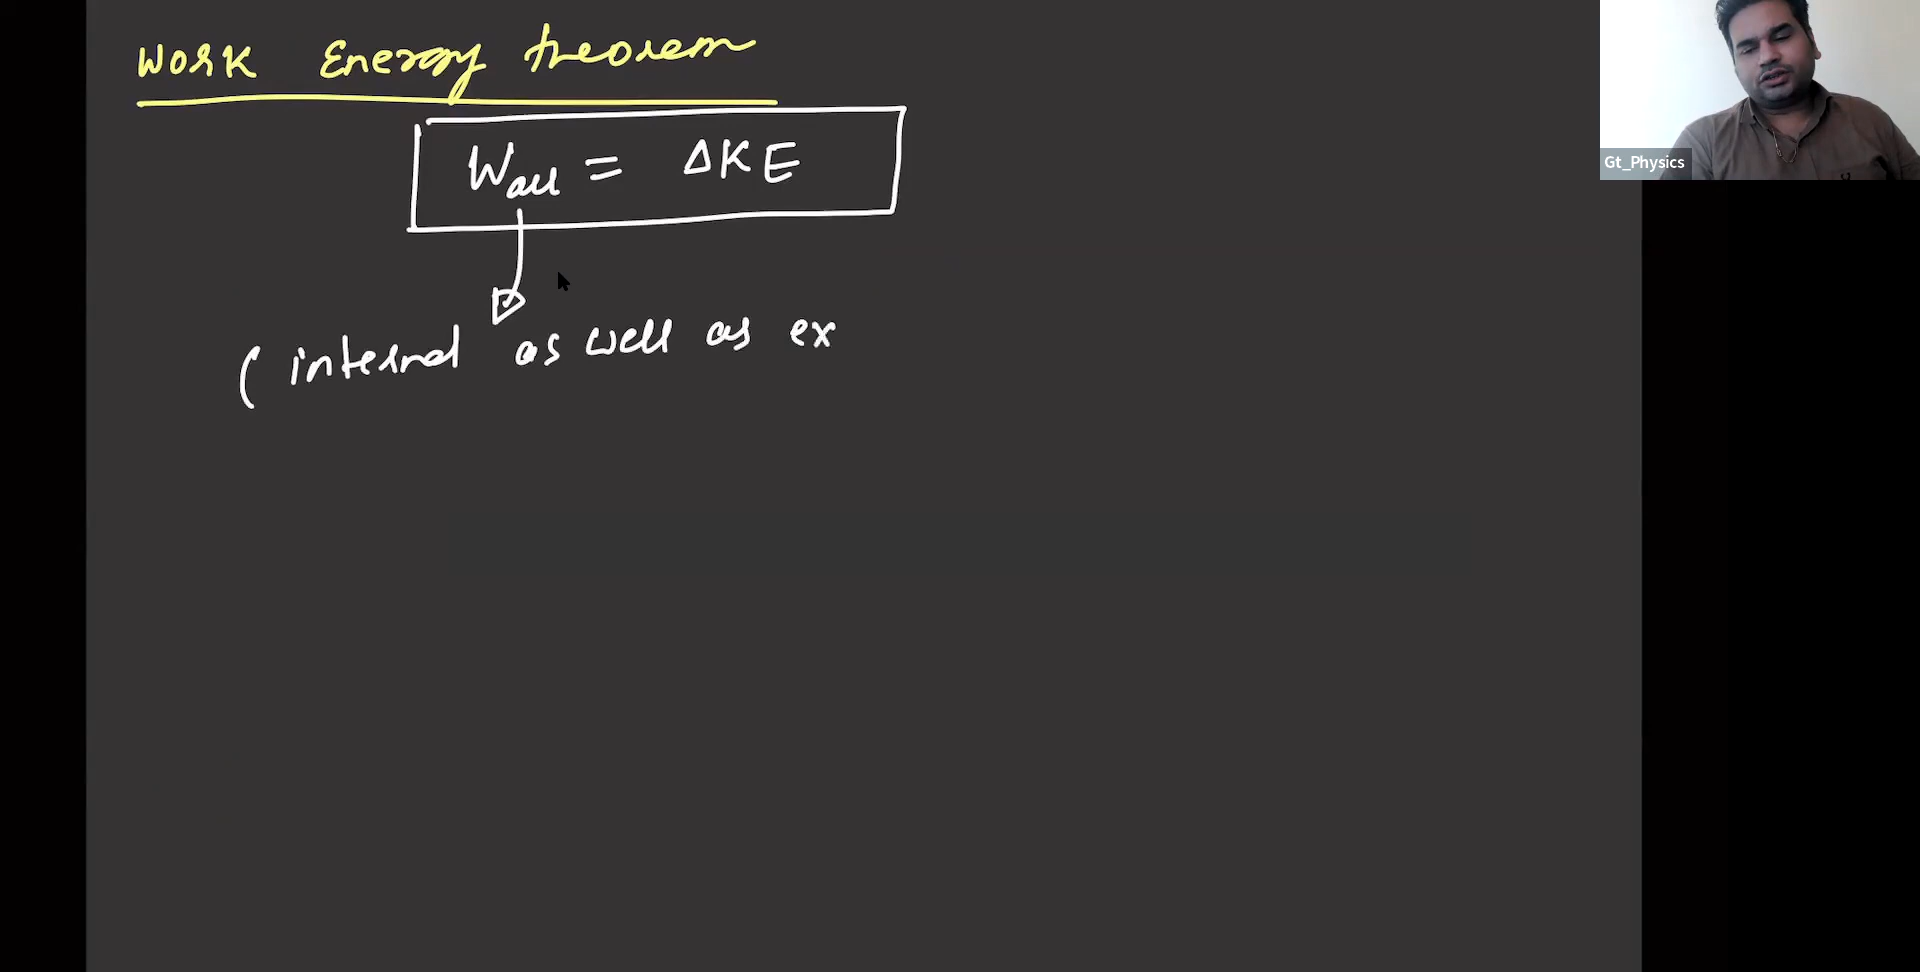 Work Energy theorem
Wall = ΔKE
(internal as well as ex
Gt_Physics